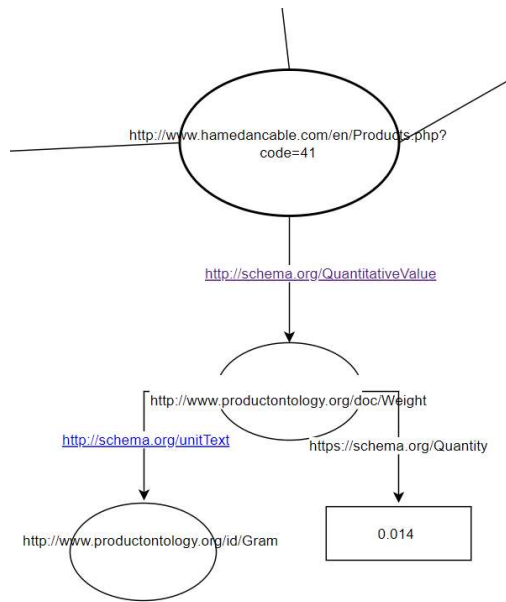 http://www.hamedancable.com/en/Products.php?
code=41
http://schema.org/QuantitativeValue
http://www.productontology.org/doc/Weight
http://schema.org/unitText
https://schema.org/Quantity
http://www.productontology.org/id/Gram
0.014